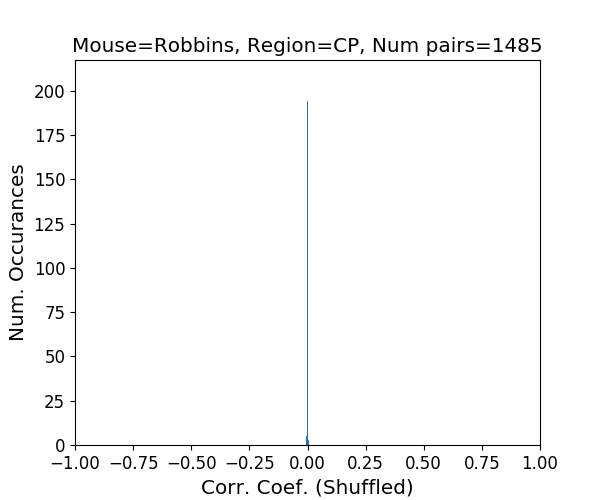 Mouse=Robbins, Region=CP, Num pairs=1485
200
175
150
125
100
75
50
25
0
Num. Occurances
−1.00 −0.75 −0.50 −0.25 0.00 0.25 0.50 0.75 1.00
Corr. Coef. (Shuffled)